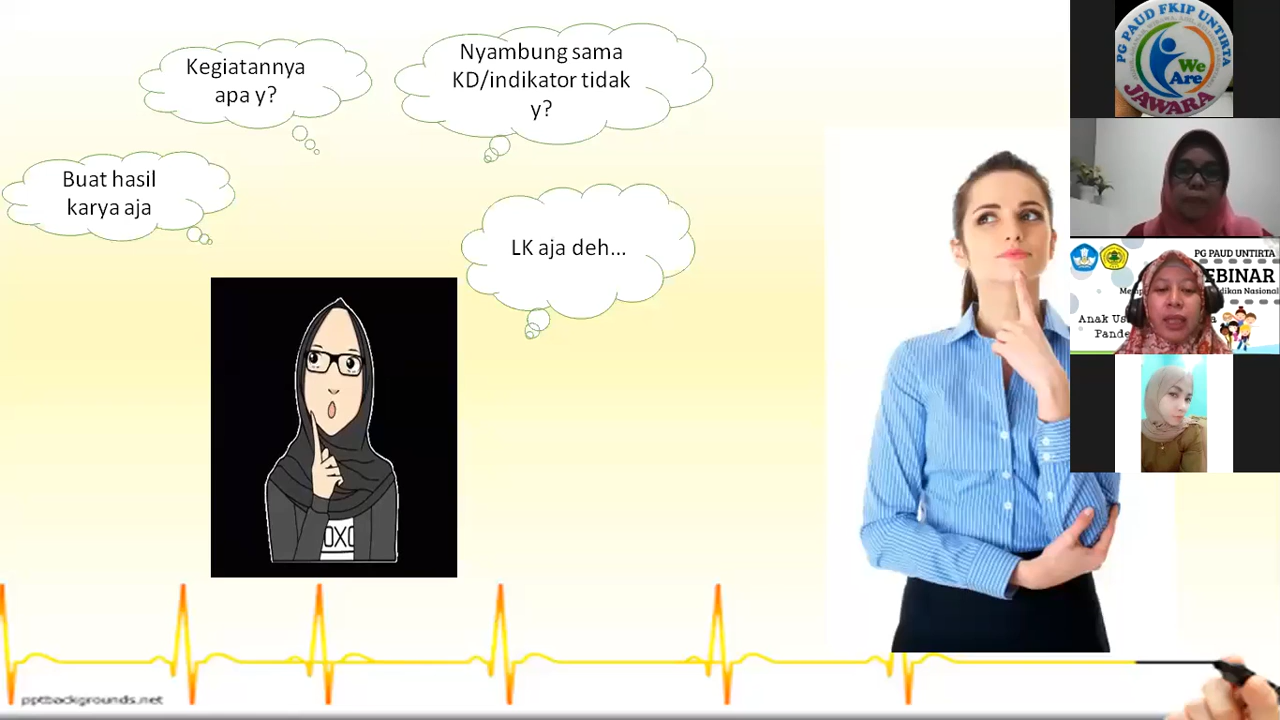 Kegiatannya
apa y?
Nyambung sama
KD/indikator tidak
y?
Buat hasil
karya aja
LK aja deh...
OXO
pptbackgrounds.net
PG PAUD FKIP UNTIRTA
We
Are
JAWARA
PG PAUD UNTIRTA
EBINAR
Anak Us
Pande